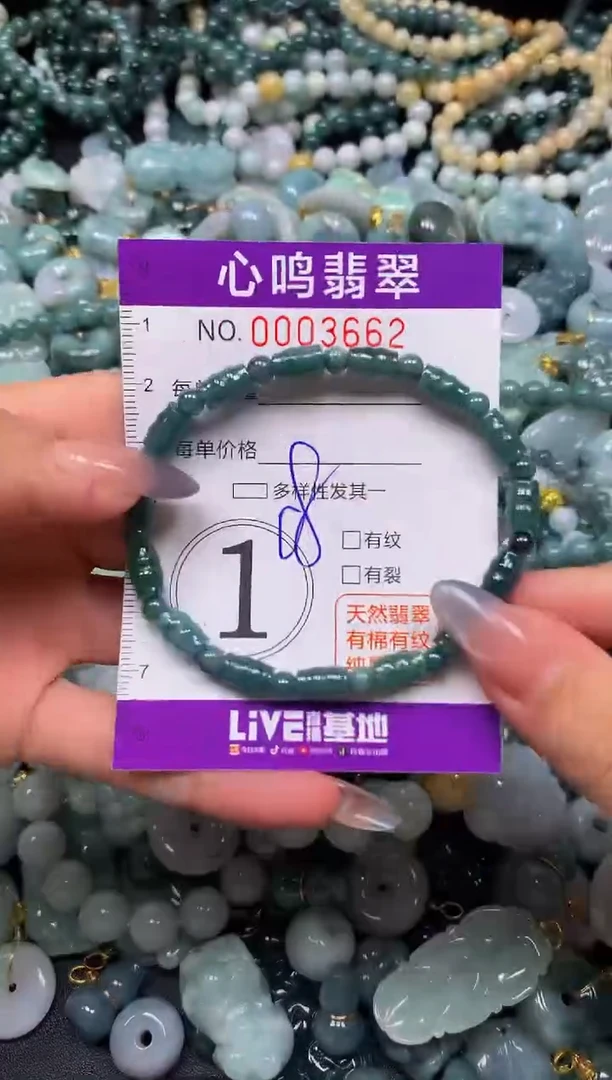 心鸣翡翠
NO. 0003662
1
2
每单价格
8
多样性发其一
1
有纹
有裂
天然翡翠
有棉有纹
7
LiVE 基地